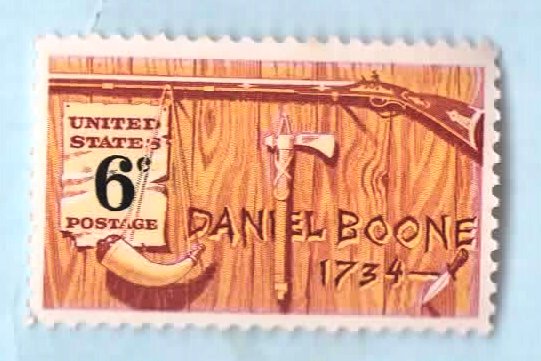 UNITED
STATES
6¢
POSTAGE
DANIEL BOONE
1734—